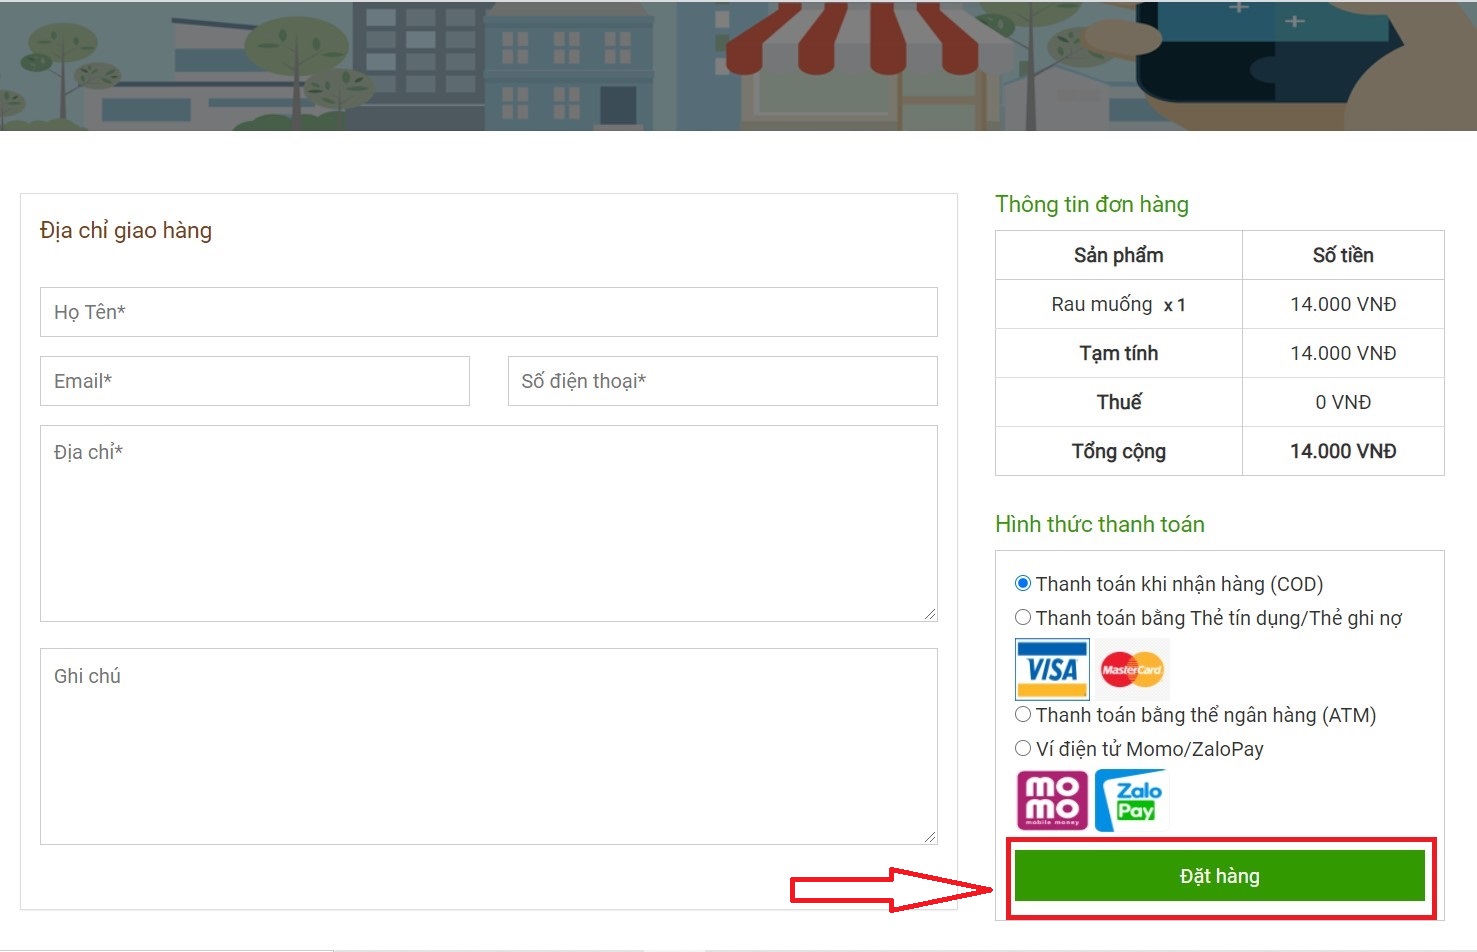 Địa chỉ giao hàng
Họ Tên*
Email*
Số điện thoại*
Địa chỉ*
Ghi chú
Thông tin đơn hàng
Sản phẩm Số tiền
Rau muống x 1 14.000 VNĐ
Tạm tính 14.000 VNĐ
Thuế 0 VNĐ
Tổng cộng 14.000 VNĐ
Hình thức thanh toán
Thanh toán khi nhận hàng (COD)
Thanh toán bằng Thẻ tín dụng/Thẻ ghi nợ
VISA MasterCard
Thanh toán bằng thể ngân hàng (ATM)
Ví điện tử Momo/ZaloPay
mo Zalo
mo Pay
mobile money
Đặt hàng